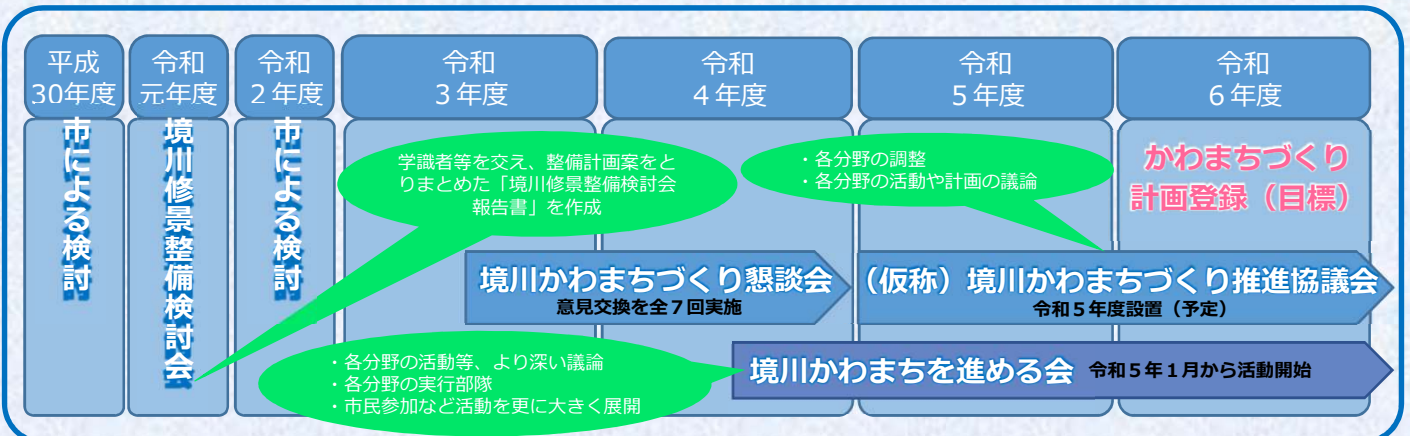 平成
30年度
令和
元年度
令和
２年度
令和
３年度
令和
４年度
令和
５年度
令和
６年度
市による検討
境川修景整備検討会
市による検討
学識者等を交え、整備計画案をと
りまとめた「境川修景整備検討会
報告書」を作成
・各分野の調整
・各分野の活動や計画の議論
かわまちづくり
計画登録（目標）
境川かわまちづくり懇談会
意見交換を全７回実施
（仮称）境川かわまちづくり推進協議会
令和５年度設置（予定）
・各分野の活動等、より深い議論
・各分野の実行部隊
・市民参加など活動を更に大きく展開
境川かわまちを進める会 令和５年１月から活動開始